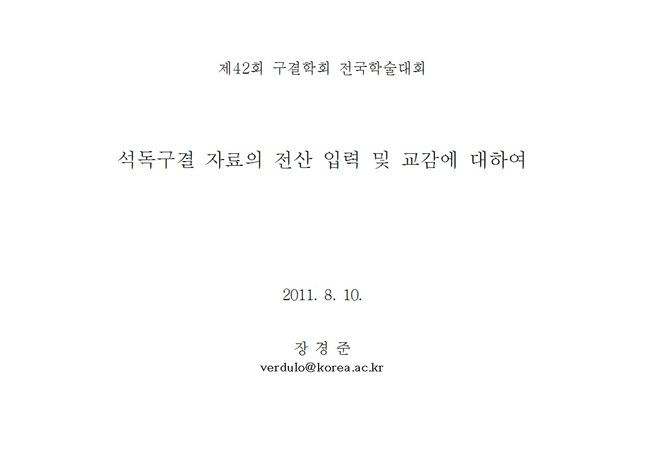 제42회 구결학회 전국학술대회
석독구결 자료의 전산 입력 및 교감에 대하여
2011. 8. 10.
장 경 준
verdulo@korea.ac.kr